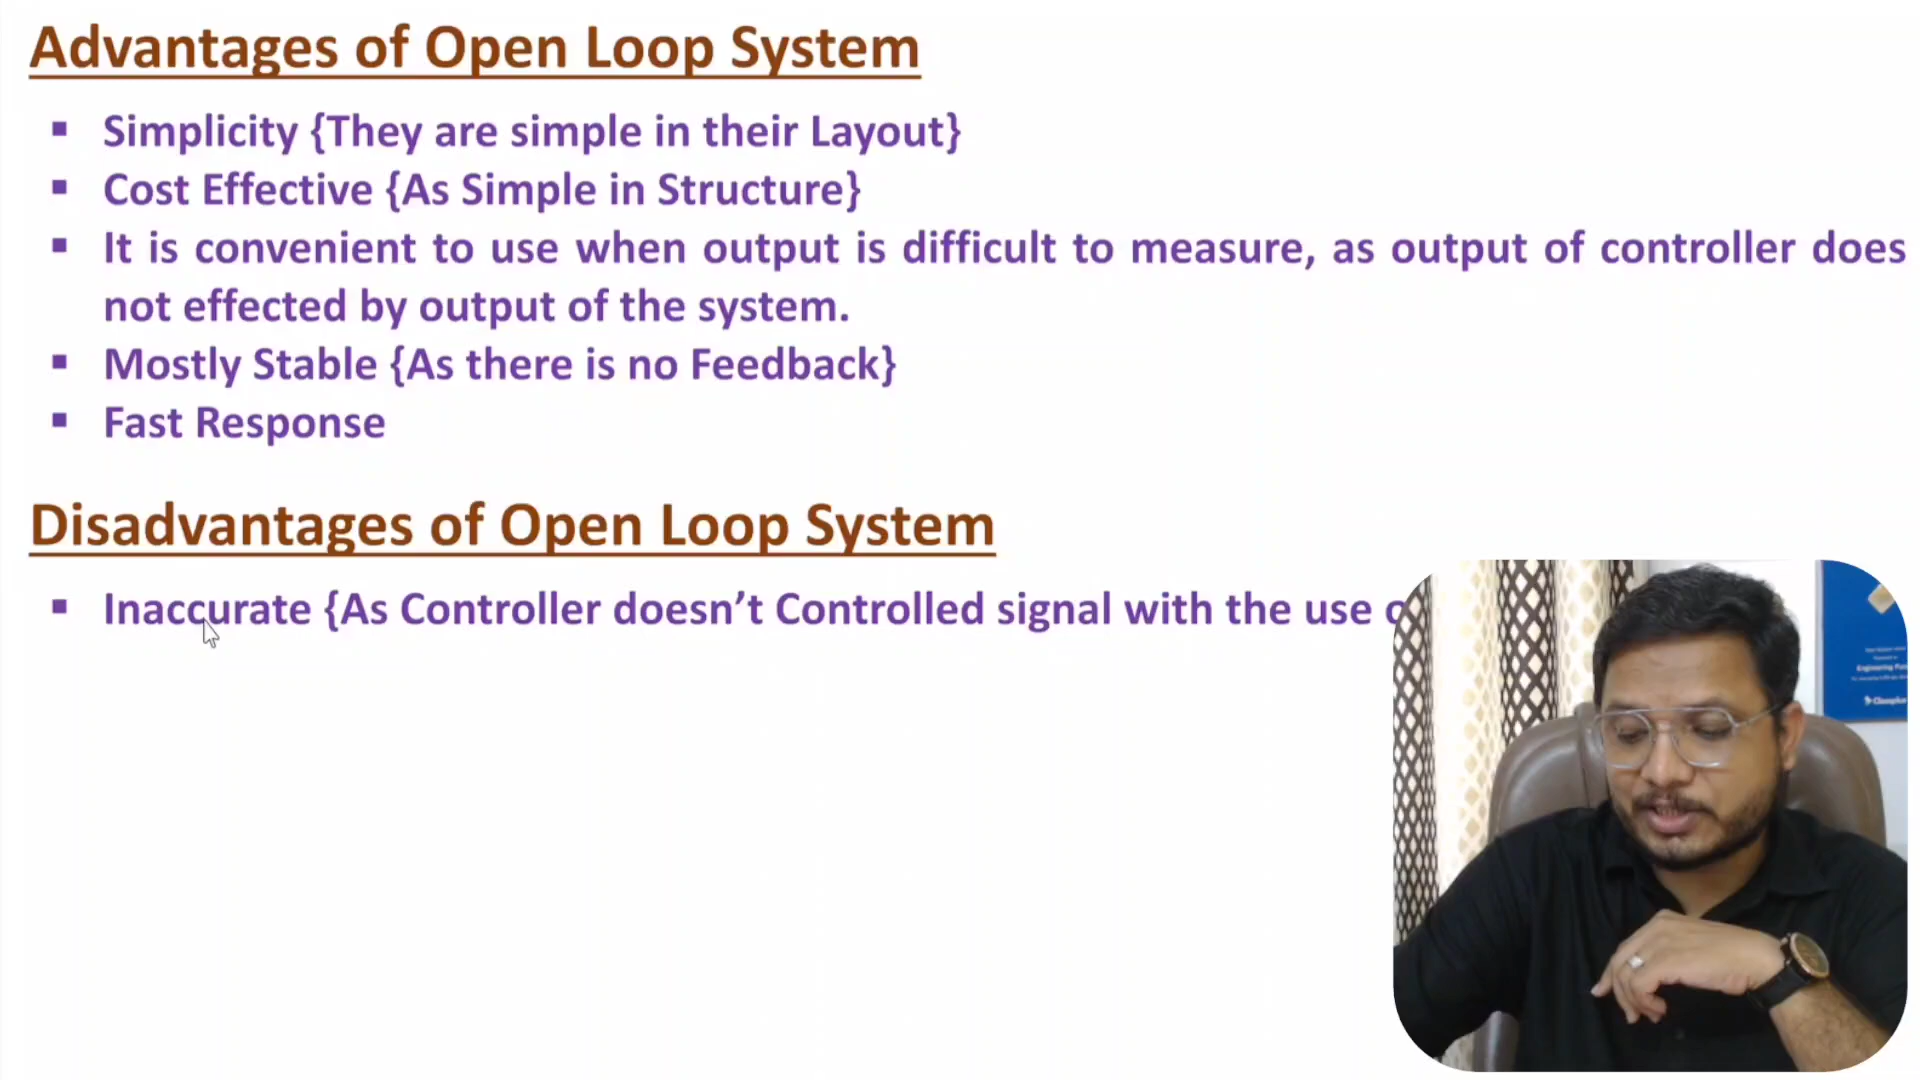 Advantages of Open Loop System
▪ Simplicity {They are simple in their Layout}
▪ Cost Effective {As Simple in Structure}
▪ It is convenient to use when output is difficult to measure, as output of controller does
not effected by output of the system.
▪ Mostly Stable {As there is no Feedback}
▪ Fast Response
Disadvantages of Open Loop System
▪ Inaccurate {As Controller doesn’t Controlled signal with the use